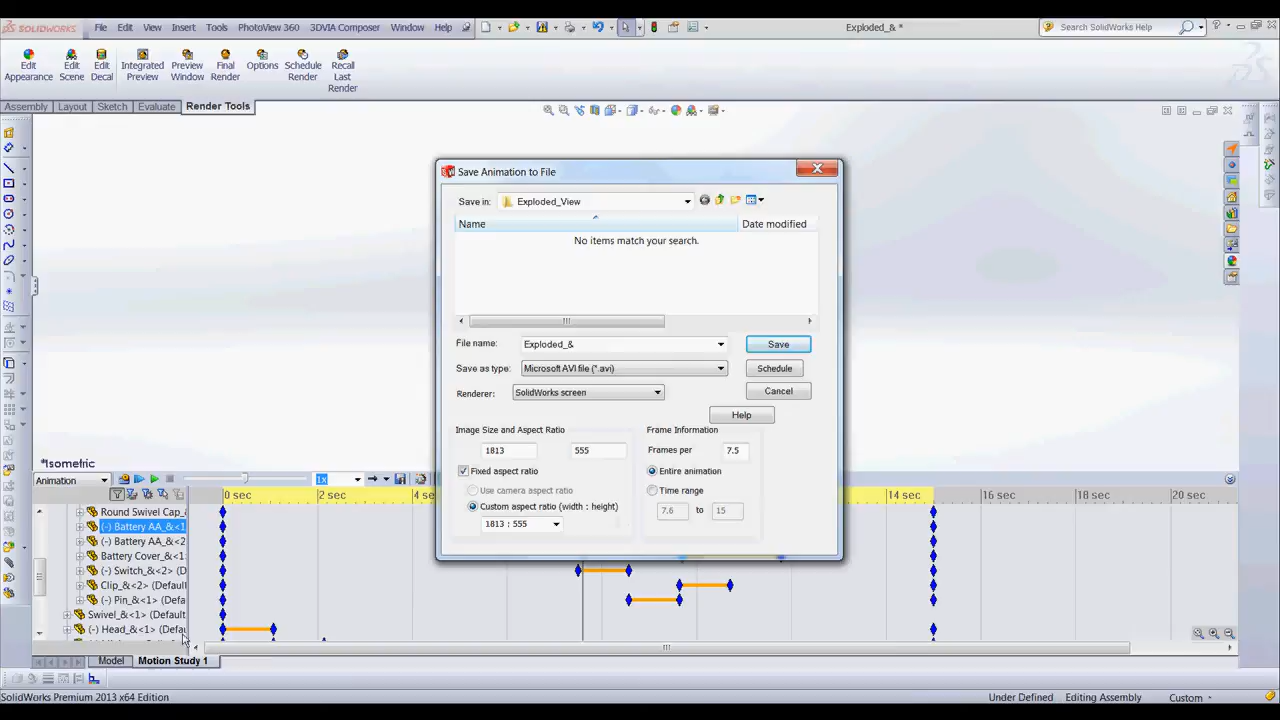 SOLIDWORKS File Edit View Insert Tools PhotoView 360 3DVIA Composer Window Help Exploded_& * Search SolidWorks Help
Edit Appearance Edit Scene Edit Decal Integrated Preview Preview Window Final Render Options Schedule Render Recall Last Render
Assembly Layout Sketch Evaluate Render Tools
Save Animation to File
Save in: Exploded_View
Name Date modified
No items match your search.
File name: Exploded_& Save
Save as type: Microsoft AVI file (*.avi) Schedule
Renderer: SolidWorks screen Cancel
Help
Image Size and Aspect Ratio Frame Information
1813 555 Frames per 7.5
Fixed aspect ratio Entire animation
Use camera aspect ratio Time range
Custom aspect ratio (width : height) 7.6 to 15
1813 : 555
*Isometric
Animation 1x
0 sec 2 sec 4 se 14 sec 16 sec 18 sec 20 sec
Round Swivel Cap_&
(-) Battery AA_&<1
(-) Battery AA_&<2
Battery Cover_&<1
(-) Switch_&<2> (D
Clip_&<2> (Default
(-) Pin_&<1> (Defa
Swivel_&<1> (Default
(-) Head_&<1> (Defau
Model Motion Study 1
SolidWorks Premium 2013 x64 Edition Under Defined Editing Assembly Custom